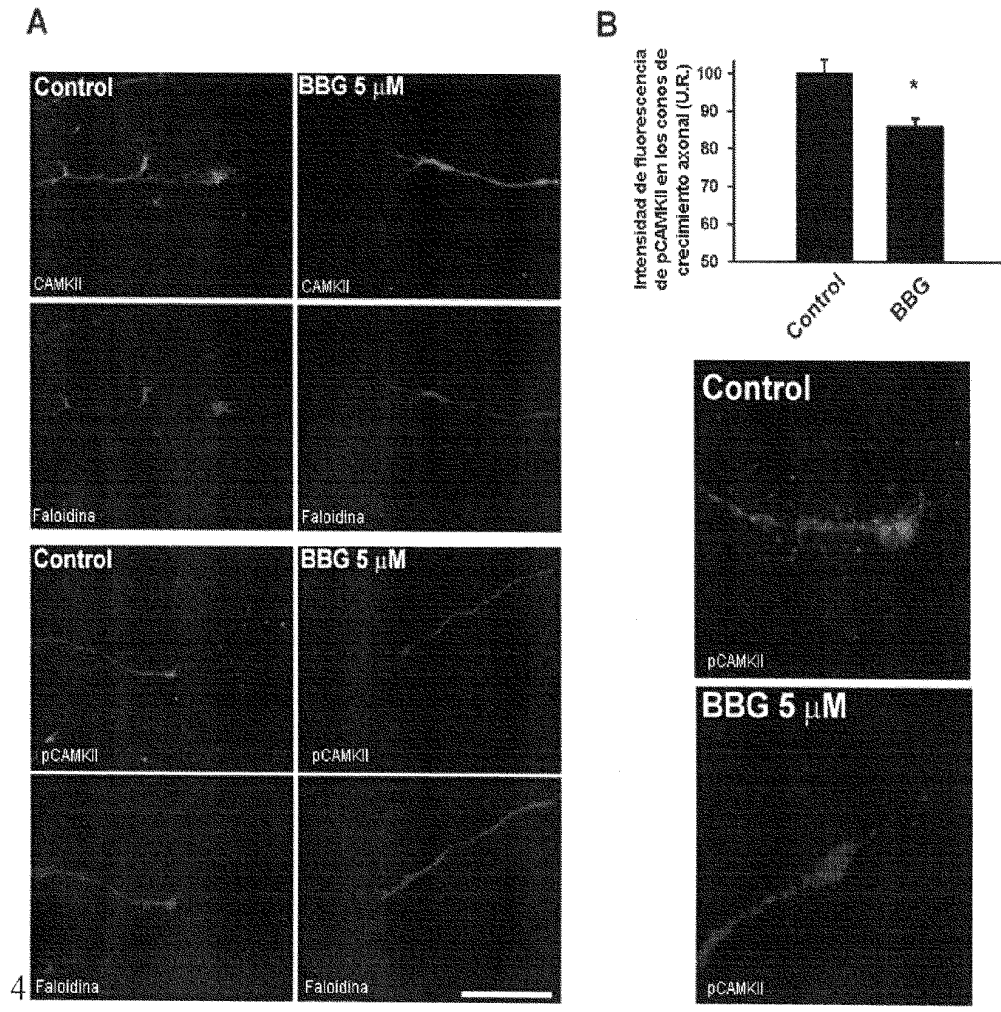 A
Control
BBG 5 μM
CAMKII
CAMKII
Faloidina
Faloidina
Control
BBG 5 μM
pCAMKII
pCAMKII
Faloidina
Faloidina
4
B
Intensidad de fluorescencia
de pCAMKII en los conos de
crecimiento axonal (U.R.)
100
90
80
70
60
50
*
Control
BBG
Control
pCAMKII
BBG 5 μM
pCAMKII